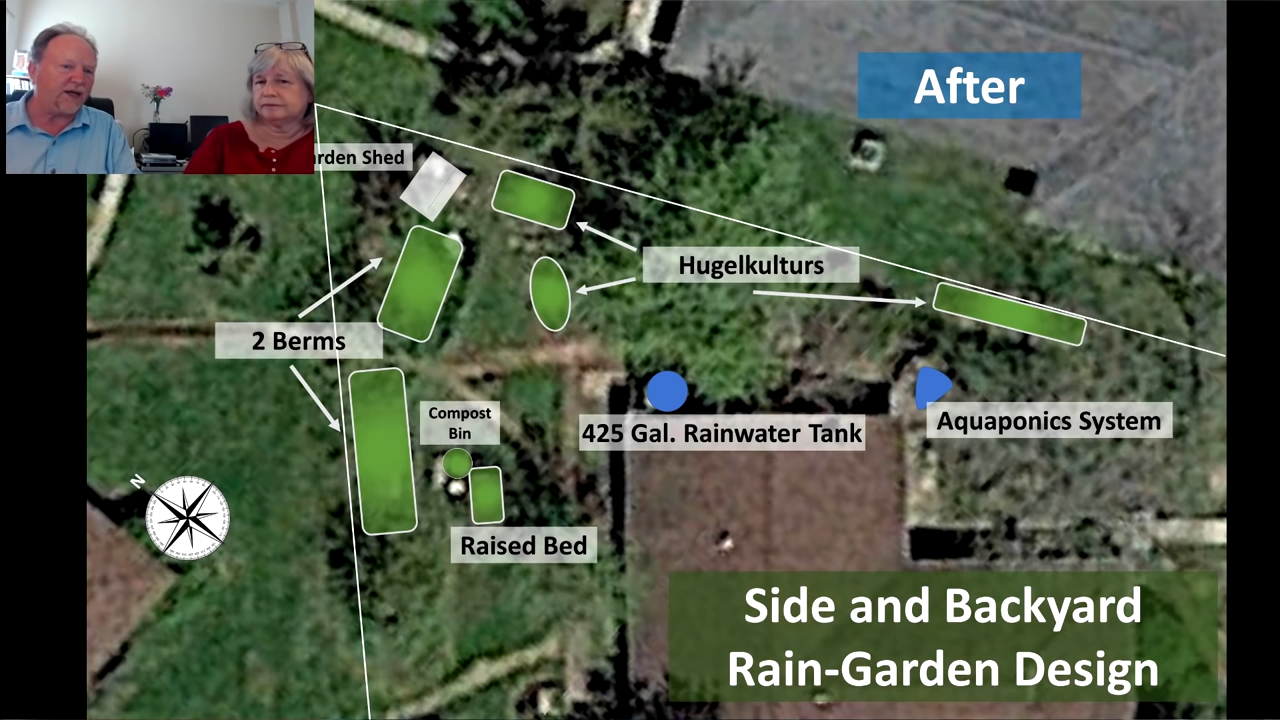 After
rden Shed
Hugelkulturs
2 Berms
Compost
Bin
425 Gal. Rainwater Tank
Aquaponics System
N
Raised Bed
Side and Backyard
Rain-Garden Design